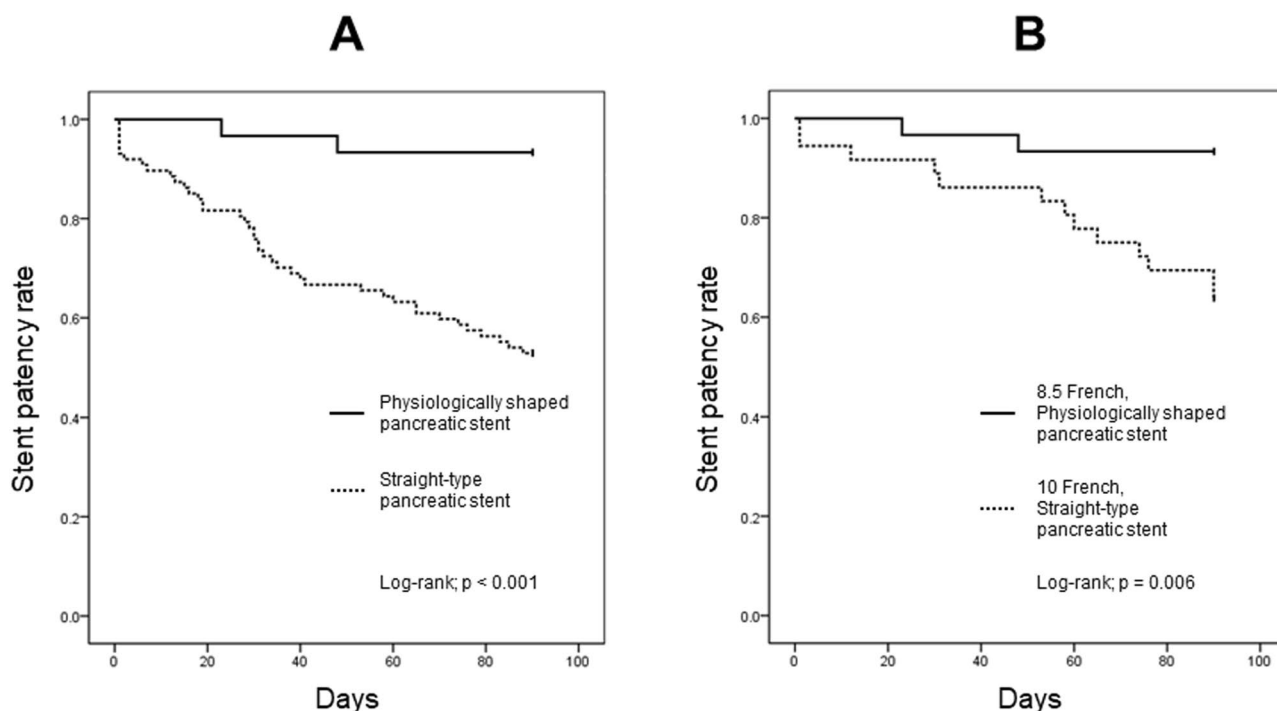 A
Stent patency rate
1.0
0.8
0.6
0.4
0.2
0.0
Physiologically shaped
pancreatic stent
Straight-type
pancreatic stent
Log-rank; p < 0.001
0 20 40 60 80 100
Days
B
Stent patency rate
1.0
0.8
0.6
0.4
0.2
0.0
8.5 French,
Physiologically shaped
pancreatic stent
10 French,
Straight-type
pancreatic stent
Log-rank; p = 0.006
0 20 40 60 80 100
Days